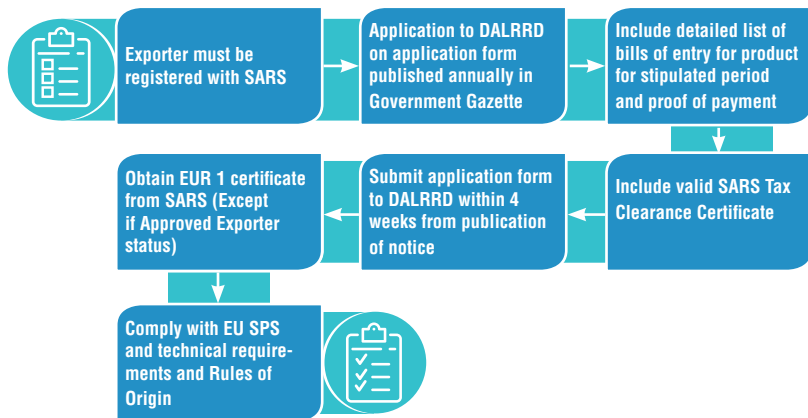 Exporter must be
registered with SARS
Application to DALRRD
on application form
published annually in
Government Gazette
Include detailed list of
bills of entry for product
for stipulated period
and proof of payment
Include valid SARS Tax
Clearance Certificate
Submit application form
to DALRRD within 4
weeks from publication
of notice
Obtain EUR 1 certificate
from SARS (Except
if Approved Exporter
status)
Comply with EU SPS
and technical require-
ments and Rules of
Origin